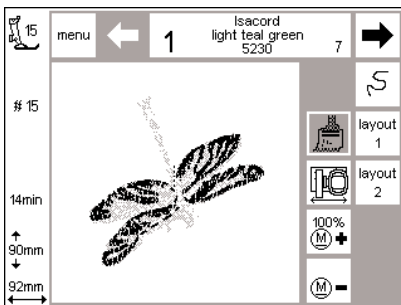 15
menu
1
Isacord
light teal green
5230
7
# 15
layout
1
layout
2
14min
100%
M
90mm
M
92mm